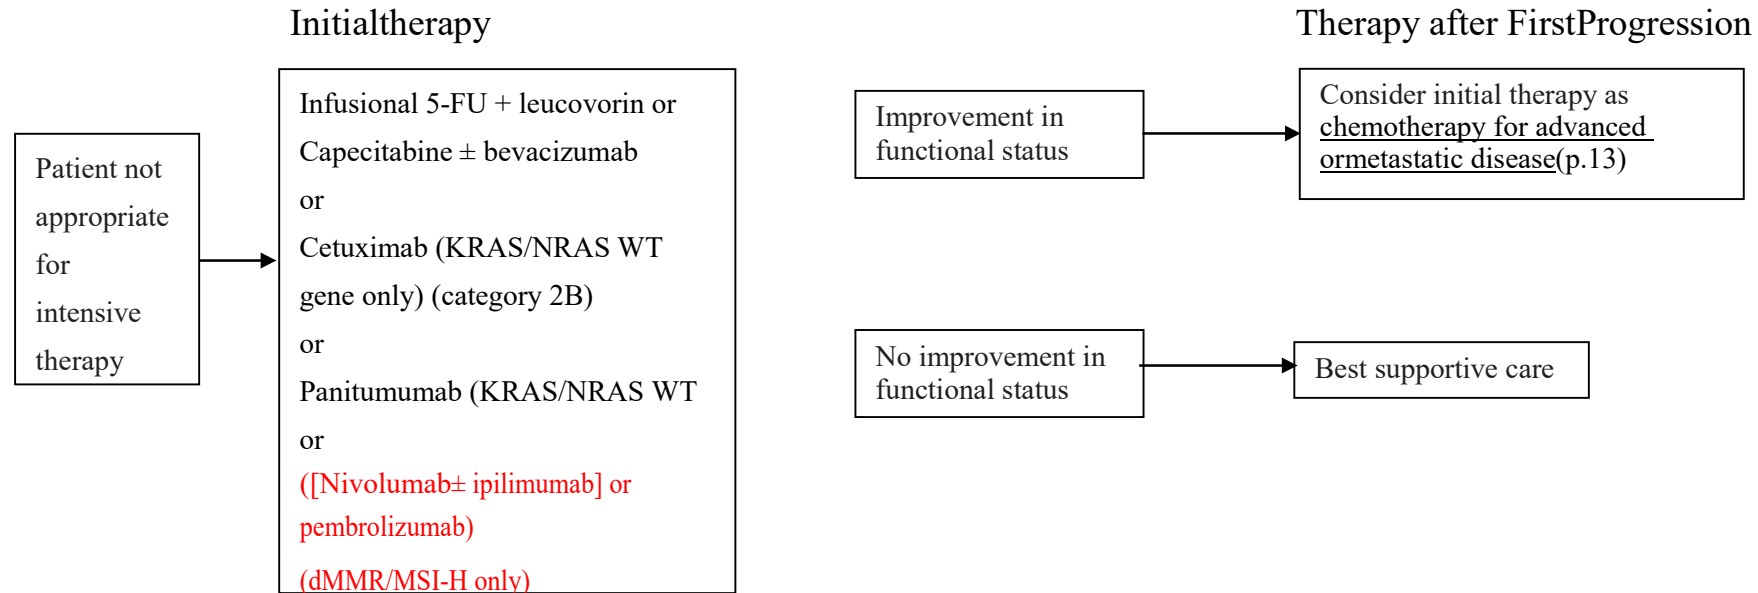 Initialtherapy
Therapy after FirstProgression
Patient not
appropriate
for
intensive
therapy
Infusional 5-FU + leucovorin or
Capecitabine ± bevacizumab
or
Cetuximab (KRAS/NRAS WT
gene only) (category 2B)
or
Panitumumab (KRAS/NRAS WT
or
([Nivolumab± ipilimumab] or
pembrolizumab)
(dMMR/MSI-H only)
Improvement in
functional status
Consider initial therapy as
chemotherapy for advanced
ormetastatic disease(p.13)
No improvement in
functional status
Best supportive care